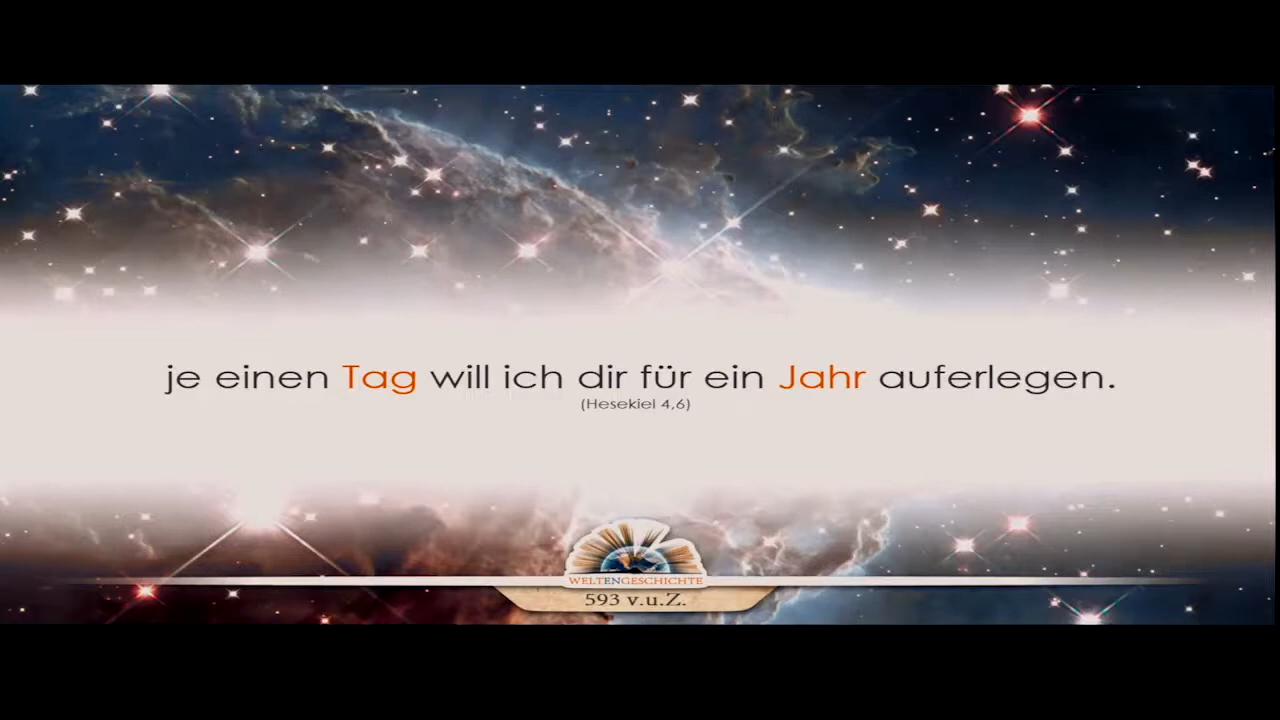 je einen Tag will ich dir für ein Jahr auferlegen.
(Hesekiel 4,6)
WELTENGESCHICHTE
593 v.u.Z.